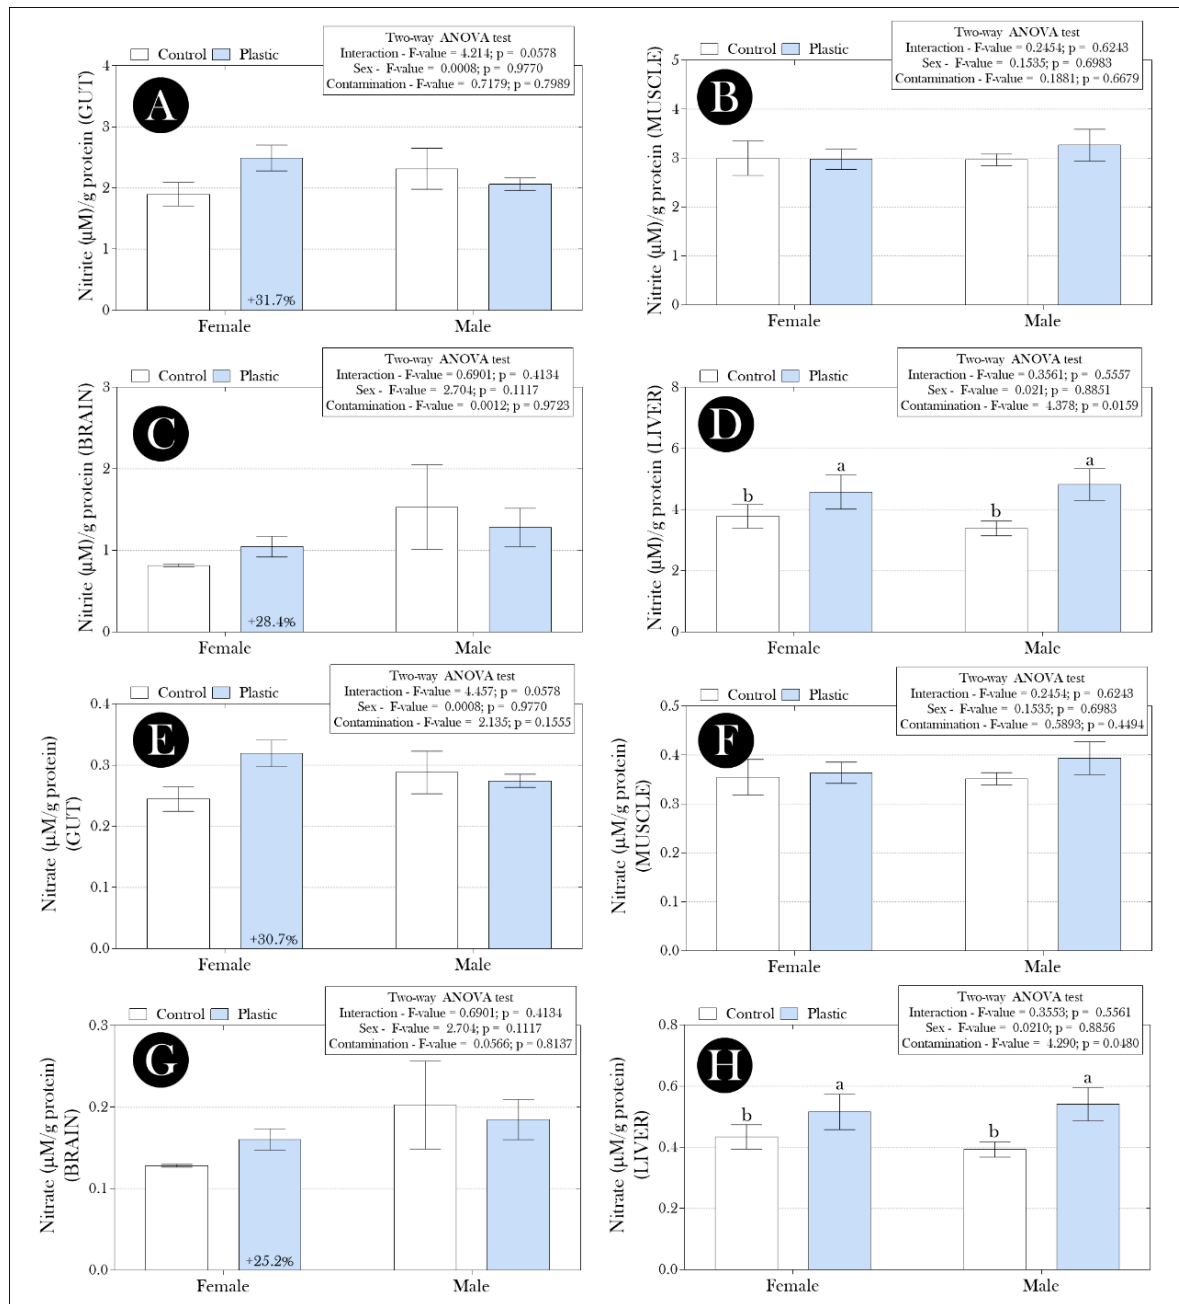 Two-way ANOVA test
Interaction - F-value = 4.214; p = 0.0578
Sex - F-value = 0.0008; p = 0.9770
Contamination - F-value = 0.7179; p = 0.7989
Control Plastic
A
Nitrite (µM)/g protein (GUT)
4
3
2
1
0
+31.7%
Female Male
Two-way ANOVA test
Interaction - F-value = 0.2454; p = 0.6243
Sex - F-value = 0.1535; p = 0.6983
Contamination - F-value = 0.1881; p = 0.6679
Control Plastic
B
Nitrite (µM)/g protein (MUSCLE)
5
4
3
2
1
0
Female Male
Two-way ANOVA test
Interaction - F-value = 0.6901; p = 0.4134
Sex - F-value = 2.704; p = 0.1117
Contamination - F-value = 0.0012; p = 0.9723
Control Plastic
C
Nitrite (µM)/g protein (BRAIN)
3
2
1
0
+28.4%
Female Male
Two-way ANOVA test
Interaction - F-value = 0.3561; p = 0.5557
Sex - F-value = 0.021; p = 0.8851
Contamination - F-value = 4.378; p = 0.0159
Control Plastic
D
Nitrite (µM)/g protein (LIVER)
8
6
4
2
0
b a b a
Female Male
Two-way ANOVA test
Interaction - F-value = 4.457; p = 0.0578
Sex - F-value = 0.0008; p = 0.9770
Contamination - F-value = 2.135; p = 0.1555
Control Plastic
E
Nitrate (µM/g protein)
(GUT)
0.4
0.3
0.2
0.1
0.0
+30.7%
Female Male
Two-way ANOVA test
Interaction - F-value = 0.2454; p = 0.6243
Sex - F-value = 0.1535; p = 0.6983
Contamination - F-value = 0.5893; p = 0.4494
Control Plastic
F
Nitrate (µM/g protein)
(MUSCLE)
0.5
0.4
0.3
0.2
0.1
0.0
Female Male
Two-way ANOVA test
Interaction - F-value = 0.6901; p = 0.4134
Sex - F-value = 2.704; p = 0.1117
Contamination - F-value = 0.0566; p = 0.8137
Control Plastic
G
Nitrate (µM/g protein)
(BRAIN)
0.3
0.2
0.1
0.0
+25.2%
Female Male
Two-way ANOVA test
Interaction - F-value = 0.3553; p = 0.5561
Sex - F-value = 0.0210; p = 0.8856
Contamination - F-value = 4.290; p = 0.0480
Control Plastic
H
Nitrate (µM/g protein)
(LIVER)
0.8
0.6
0.4
0.2
0.0
b a b a
Female Male